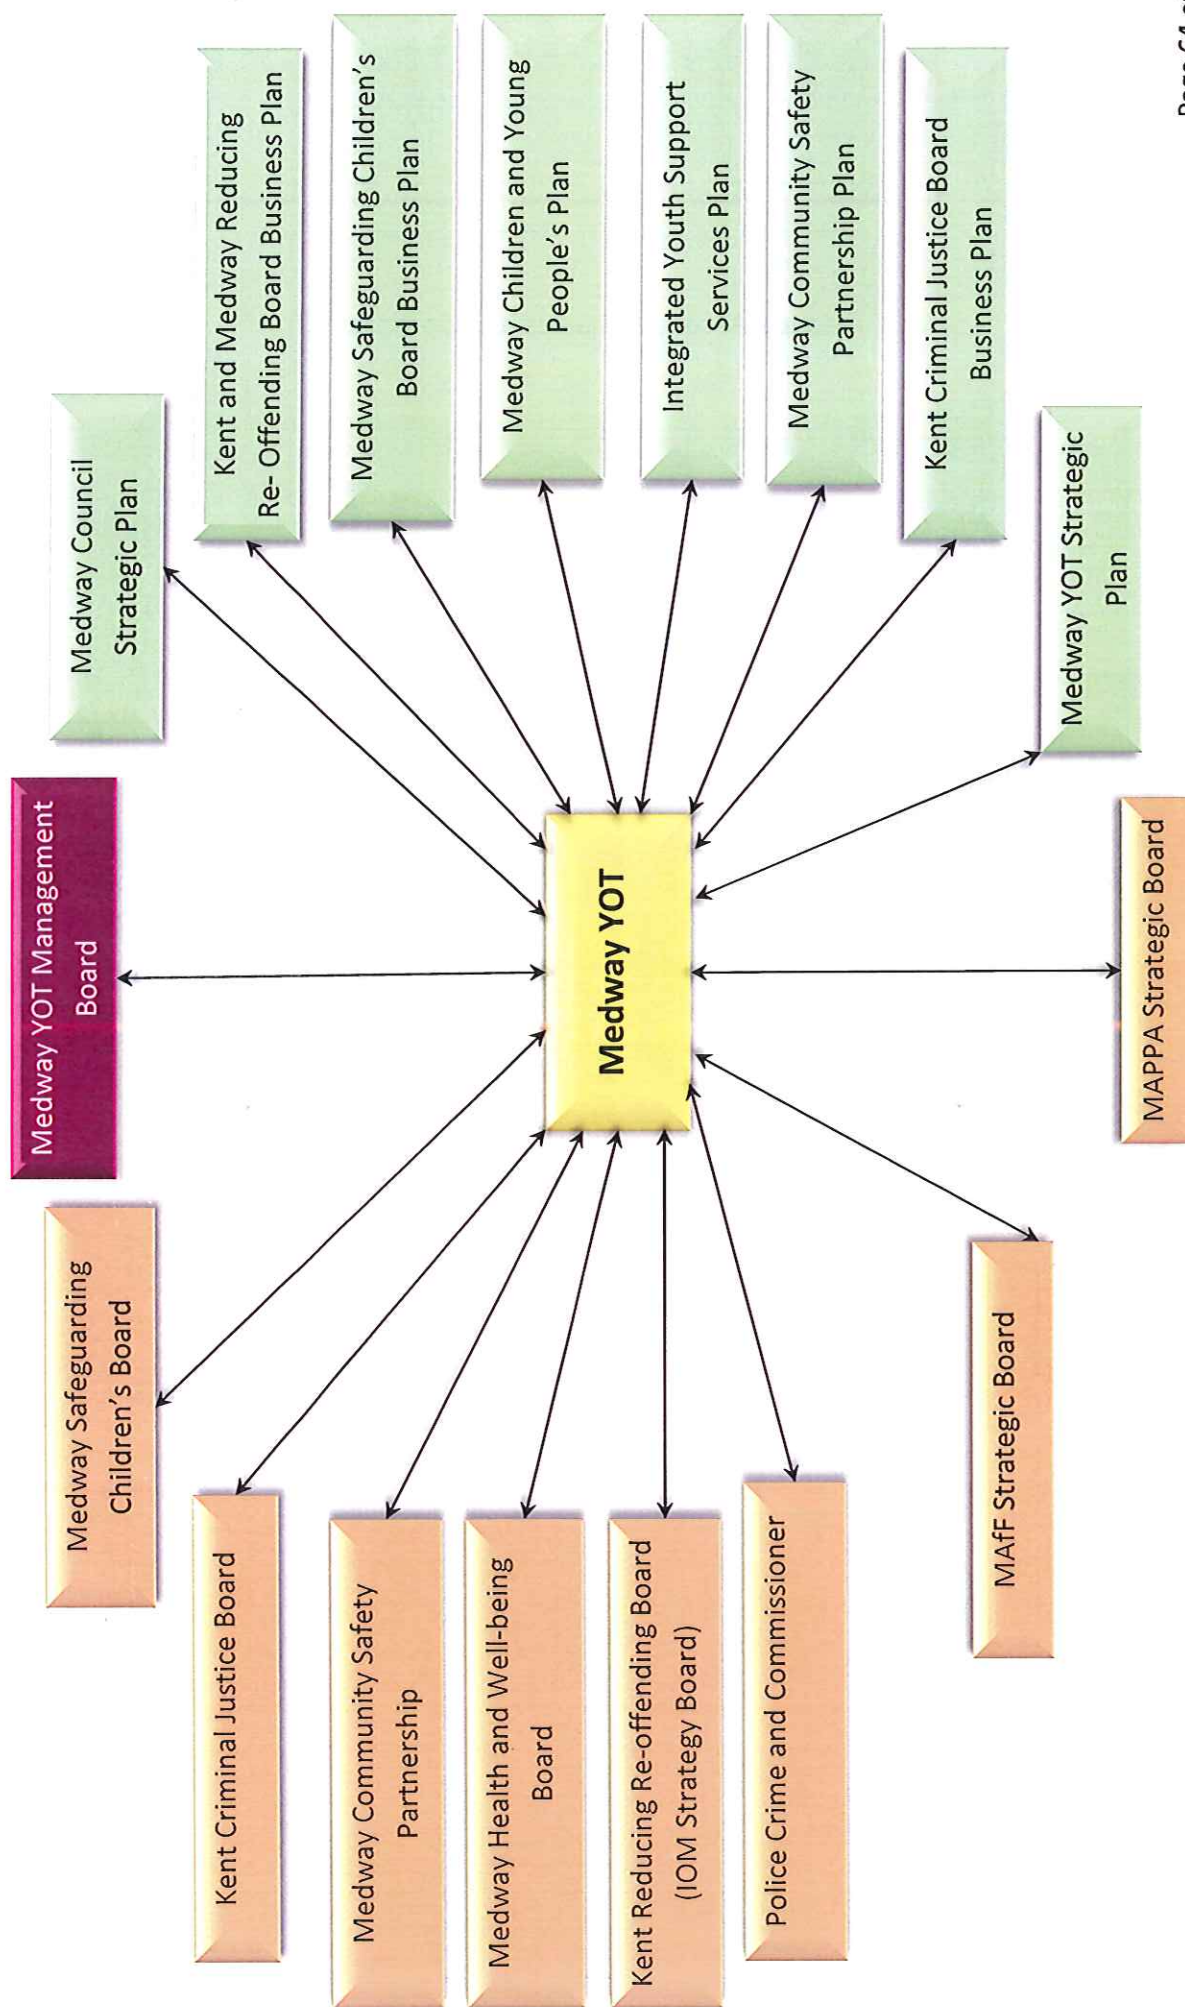 Medway YOT Management
Board
Medway Safeguarding
Children's Board
Kent Criminal Justice Board
Medway Community Safety
Partnership
Medway Health and Well-being
Board
Kent Reducing Re-offending Board
(IOM Strategy Board)
Police Crime and Commissioner
MAfF Strategic Board
MAPPA Strategic Board
Medway YOT
Medway Council
Strategic Plan
Kent and Medway Reducing
Re- Offending Board Business Plan
Medway Safeguarding Children's
Board Business Plan
Medway Children and Young
People's Plan
Integrated Youth Support
Services Plan
Medway Community Safety
Partnership Plan
Kent Criminal Justice Board
Business Plan
Medway YOT Strategic
Plan